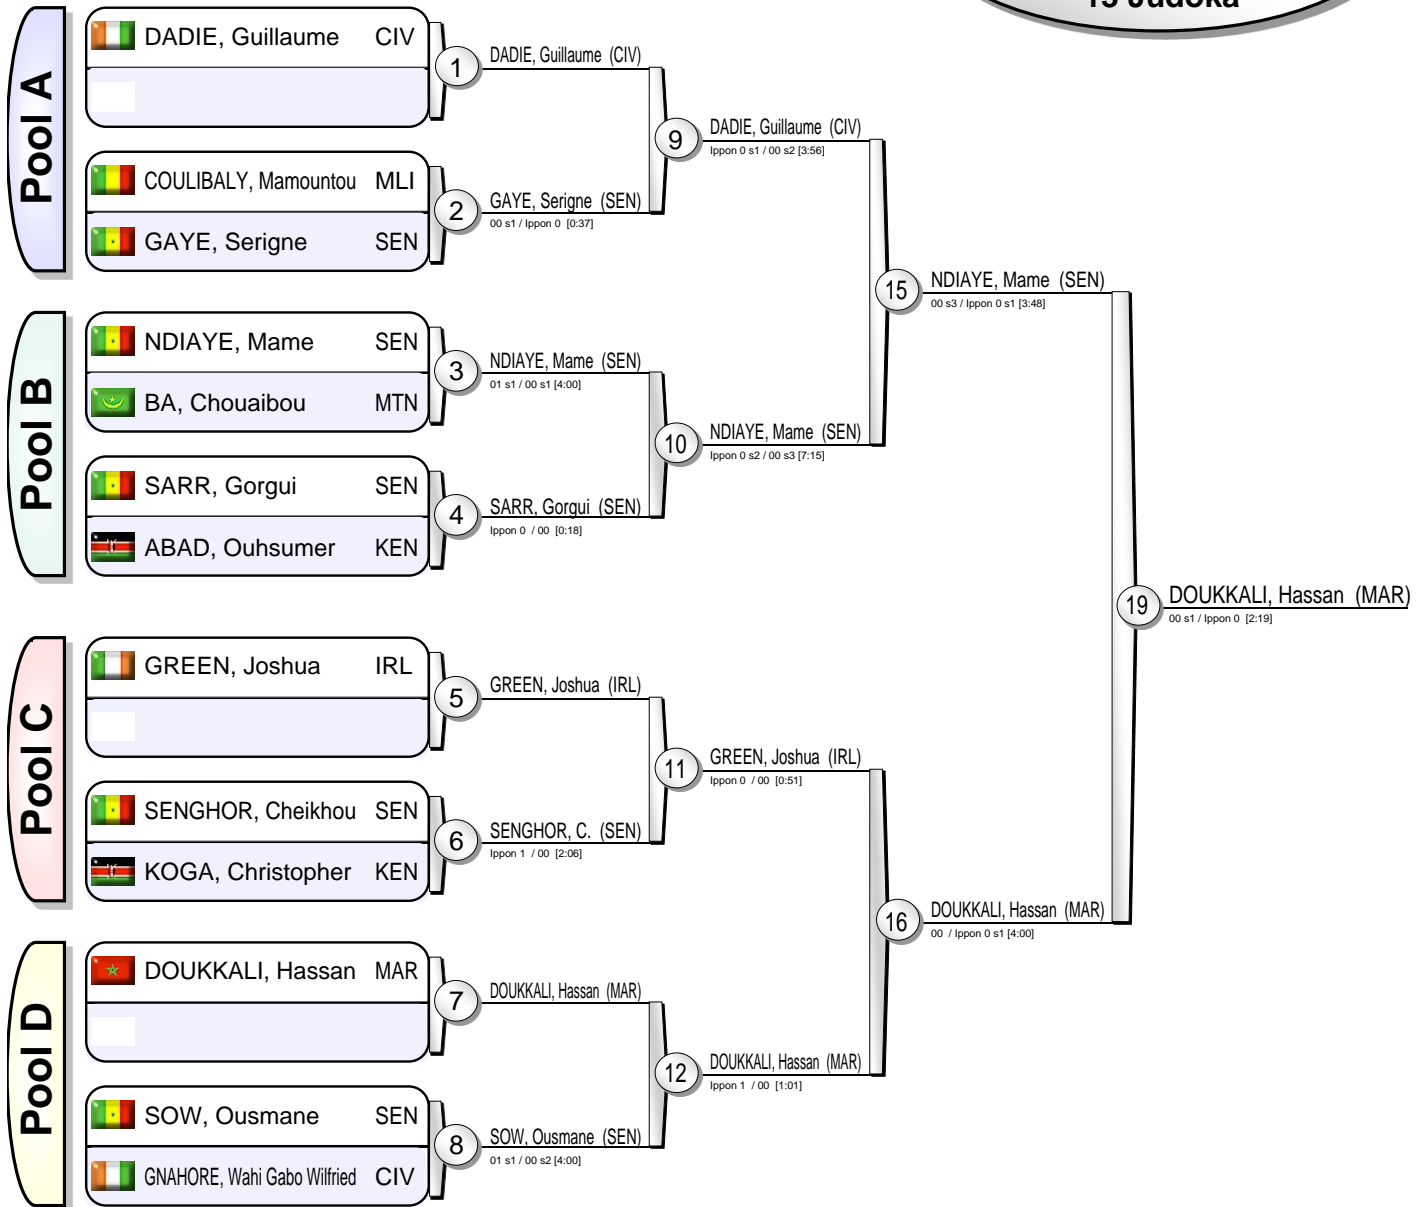 13 Judoka
Pool A
DADIE, Guillaume CIV
COULIBALY, Mamountou MLI
GAYE, Serigne SEN
1
DADIE, Guillaume (CIV)
2
GAYE, Serigne (SEN)
00 s1 / Ippon 0 [0:37]
9
DADIE, Guillaume (CIV)
Ippon 0 s1 / 00 s2 [3:56]
Pool B
NDIAYE, Mame SEN
BA, Chouaibou MTN
SARR, Gorgui SEN
ABAD, Ouhsumer KEN
3
NDIAYE, Mame (SEN)
01 s1 / 00 s1 [4:00]
4
SARR, Gorgui (SEN)
Ippon 0 / 00 [0:18]
10
NDIAYE, Mame (SEN)
Ippon 0 s2 / 00 s3 [7:15]
15
NDIAYE, Mame (SEN)
00 s3 / Ippon 0 s1 [3:48]
Pool C
GREEN, Joshua IRL
SENGHOR, Cheikhou SEN
KOGA, Christopher KEN
5
GREEN, Joshua (IRL)
6
SENGHOR, C. (SEN)
Ippon 1 / 00 [2:06]
11
GREEN, Joshua (IRL)
Ippon 0 / 00 [0:51]
Pool D
DOUKKALI, Hassan MAR
SOW, Ousmane SEN
GNAHORE, Wahi Gabo Wilfried CIV
7
DOUKKALI, Hassan (MAR)
8
SOW, Ousmane (SEN)
01 s1 / 00 s2 [4:00]
12
DOUKKALI, Hassan (MAR)
Ippon 1 / 00 [1:01]
16
DOUKKALI, Hassan (MAR)
00 / Ippon 0 s1 [4:00]
19
DOUKKALI, Hassan (MAR)
00 s1 / Ippon 0 [2:19]